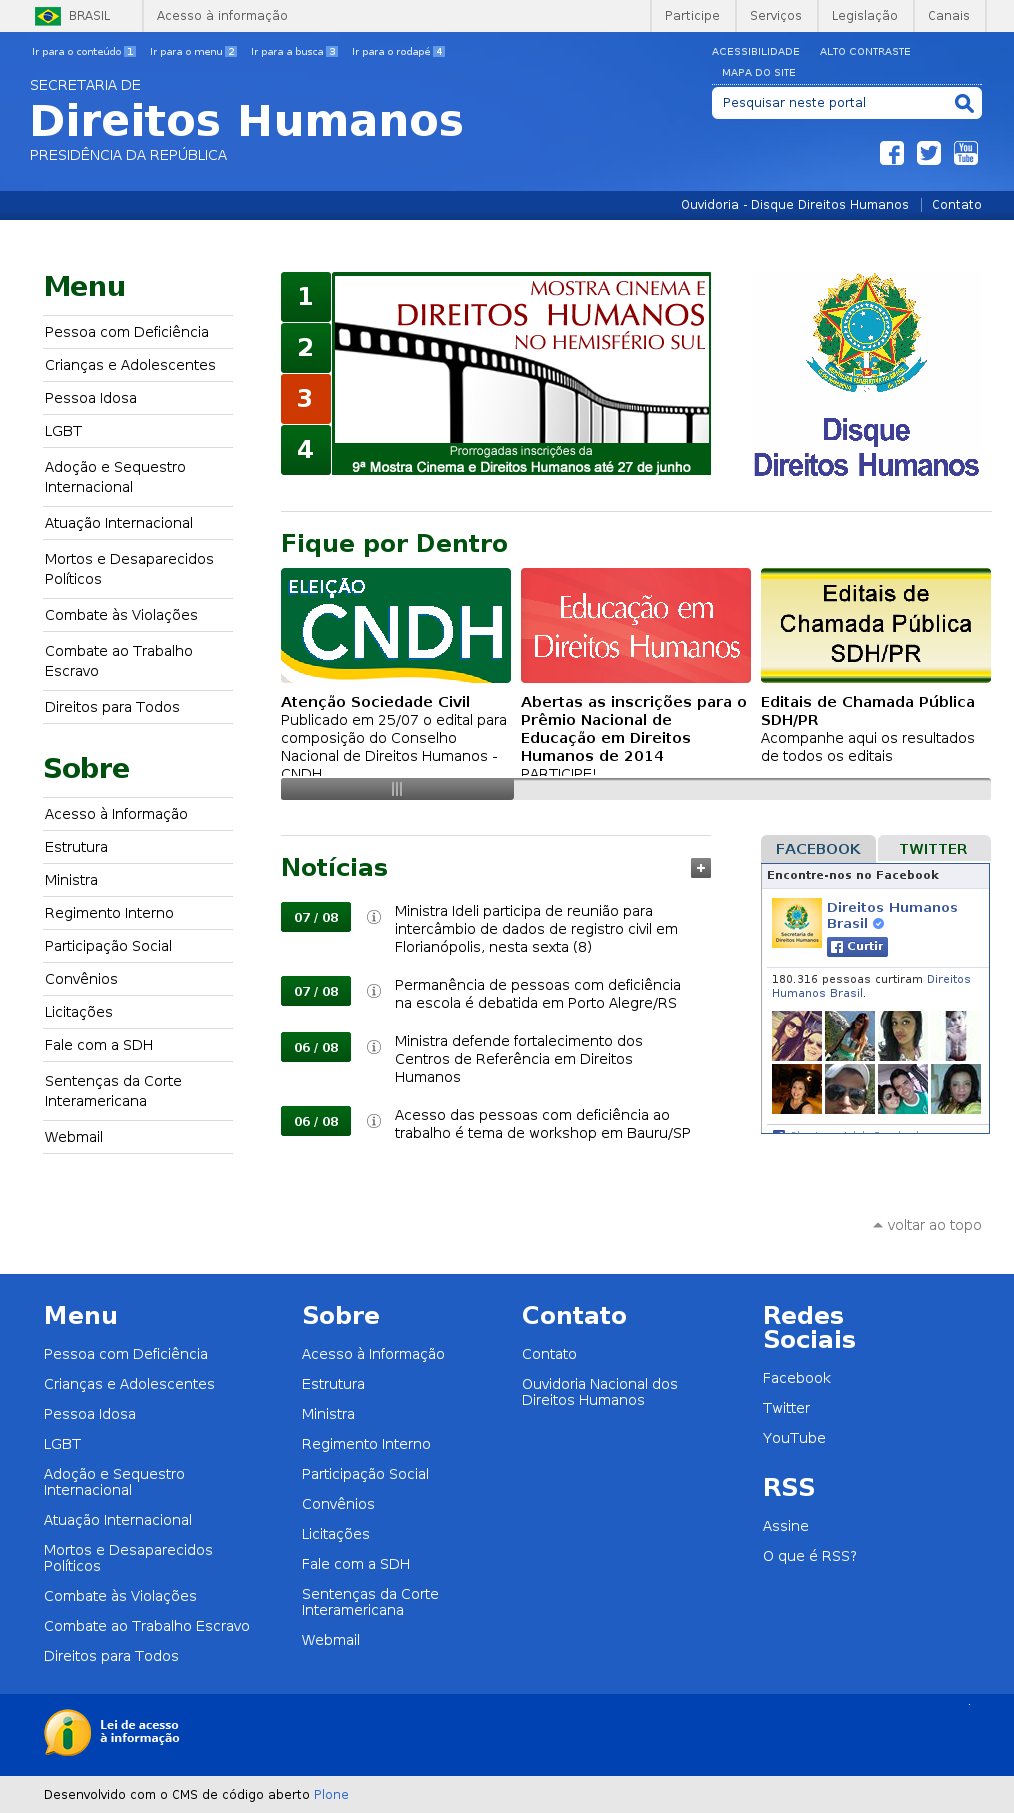 BRASIL
Acesso à informação
Participe
Serviços
Legislação
Canais
Ir para o conteúdo 1
Ir para o menu 2
Ir para a busca 3
Ir para o rodapé 4
ACESSIBILIDADE
ALTO CONTRASTE
MAPA DO SITE
SECRETARIA DE
Direitos Humanos
PRESIDÊNCIA DA REPÚBLICA
Pesquisar neste portal
You
Tube
Ouvidoria - Disque Direitos Humanos
Contato
Menu
Pessoa com Deficiência
Crianças e Adolescentes
Pessoa Idosa
LGBT
Adoção e Sequestro
Internacional
Atuação Internacional
Mortos e Desaparecidos
Políticos
Combate às Violações
Combate ao Trabalho
Escravo
Direitos para Todos
Sobre
Acesso à Informação
Estrutura
Ministra
Regimento Interno
Participação Social
Convênios
Licitações
Fale com a SDH
Sentenças da Corte
Interamericana
Webmail
1
2
3
4
MOSTRA CINEMA E
DIREITOS HUMANOS
NO HEMISFÉRIO SUL
Prorrogadas inscrições da
9ª Mostra Cinema e Direitos Humanos até 27 de junho
Disque
Direitos Humanos
Fique por Dentro
ELEIÇÃO
CNDH
Educação em
Direitos Humanos
Editais de
Chamada Pública
SDH/PR
Atenção Sociedade Civil
Publicado em 25/07 o edital para
composição do Conselho
Nacional de Direitos Humanos -
CNDH
Abertas as inscrições para o
Prêmio Nacional de
Educação em Direitos
Humanos de 2014
PARTICIPE!
Editais de Chamada Pública
SDH/PR
Acompanhe aqui os resultados
de todos os editais
Notícias
07 / 08
Ministra Ideli participa de reunião para
intercâmbio de dados de registro civil em
Florianópolis, nesta sexta (8)
07 / 08
Permanência de pessoas com deficiência
na escola é debatida em Porto Alegre/RS
06 / 08
Ministra defende fortalecimento dos
Centros de Referência em Direitos
Humanos
06 / 08
Acesso das pessoas com deficiência ao
trabalho é tema de workshop em Bauru/SP
FACEBOOK
TWITTER
Encontre-nos no Facebook
Secretaria de
Direitos Humanos
Direitos Humanos
Brasil
Curtir
180.316 pessoas curtiram Direitos
Humanos Brasil.
voltar ao topo
Menu
Pessoa com Deficiência
Crianças e Adolescentes
Pessoa Idosa
LGBT
Adoção e Sequestro
Internacional
Atuação Internacional
Mortos e Desaparecidos
Políticos
Combate às Violações
Combate ao Trabalho Escravo
Direitos para Todos
Sobre
Acesso à Informação
Estrutura
Ministra
Regimento Interno
Participação Social
Convênios
Licitações
Fale com a SDH
Sentenças da Corte
Interamericana
Webmail
Contato
Contato
Ouvidoria Nacional dos
Direitos Humanos
Redes
Sociais
Facebook
Twitter
YouTube
RSS
Assine
O que é RSS?
Lei de acesso
à informação
Desenvolvido com o CMS de código aberto Plone